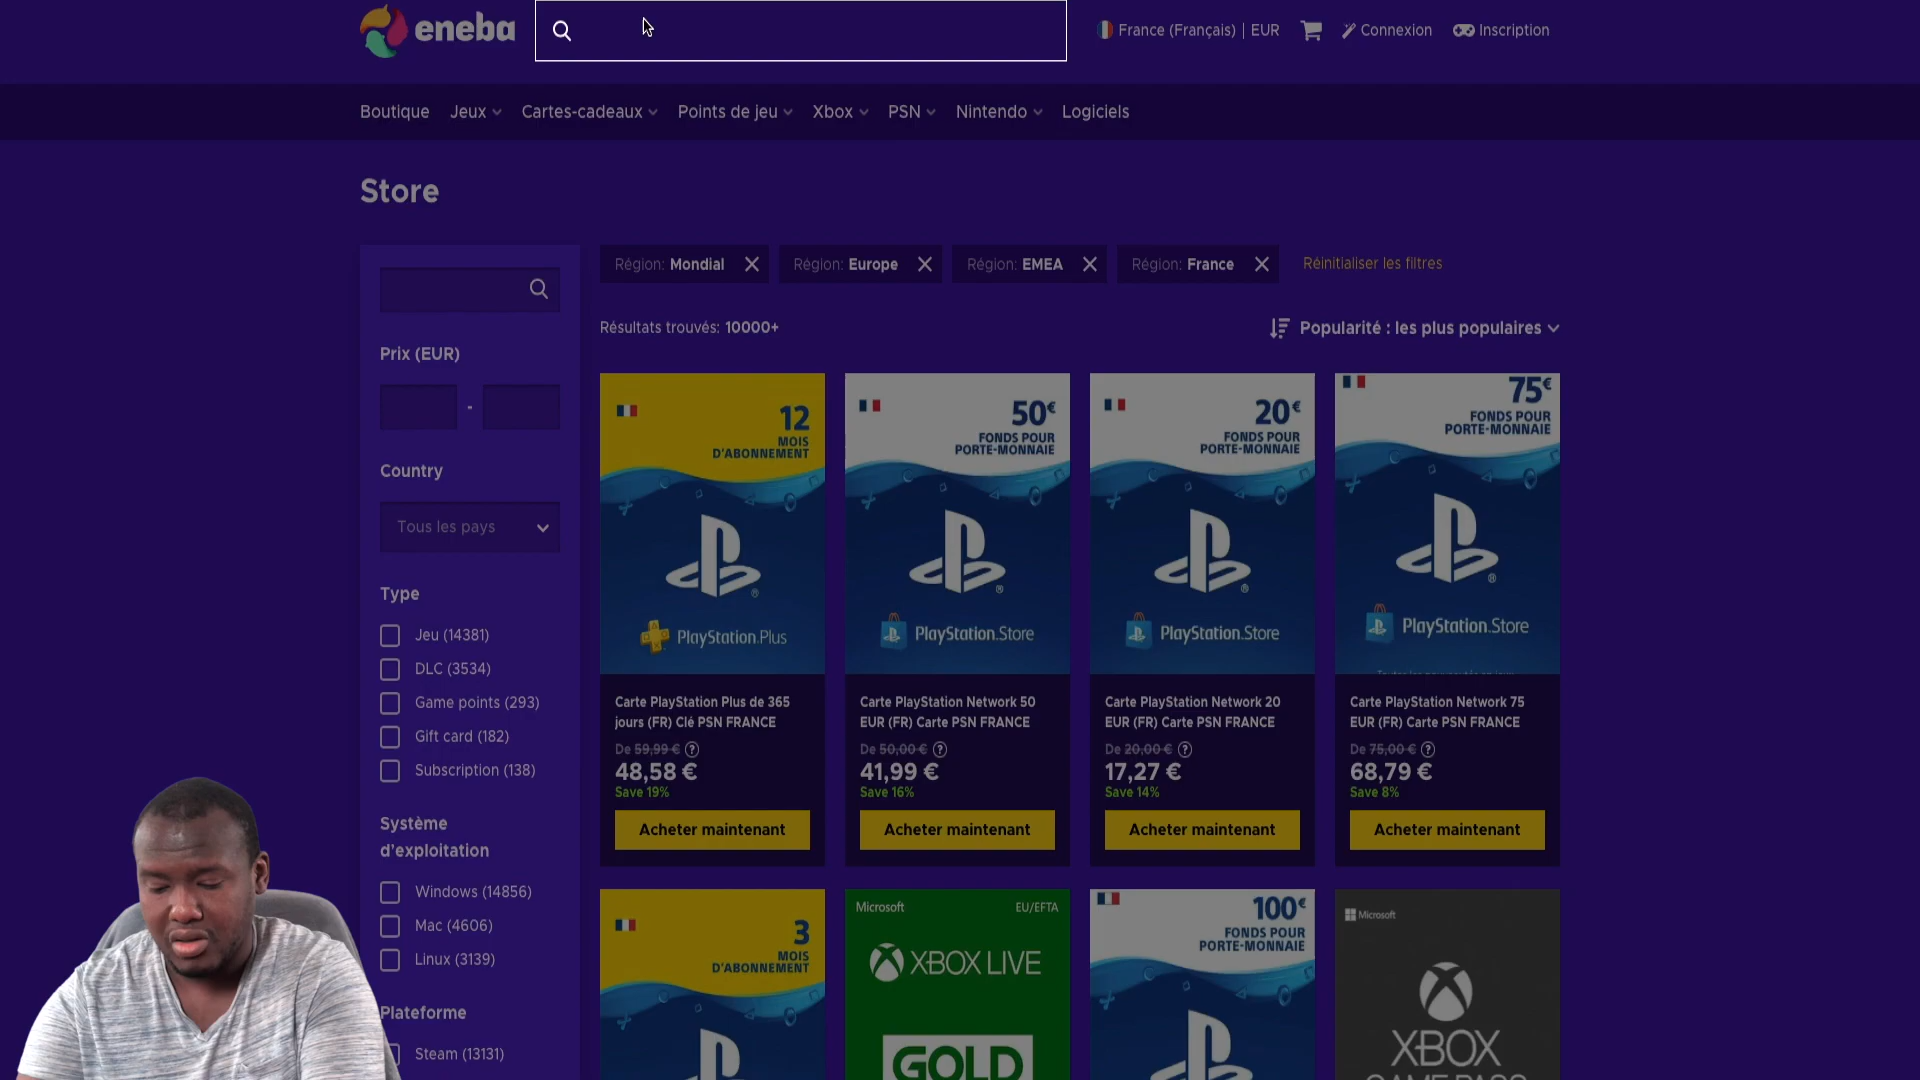 eneba
France (Français) | EUR
Connexion
Inscription
Boutique
Jeux
Cartes-cadeaux
Points de jeu
Xbox
PSN
Nintendo
Logiciels
Store
Région: Mondial
Région: Europe
Région: EMEA
Région: France
Réinitialiser les filtres
Résultats trouvés: 10000+
Popularité : les plus populaires
Prix (EUR)
-
Country
Tous les pays
Type
Jeu (14381)
DLC (3534)
Game points (293)
Gift card (182)
Subscription (138)
Système
d'exploitation
Windows (14856)
Mac (4606)
Linux (3139)
Plateforme
Steam (13131)
12
MOIS
D'ABONNEMENT
PlayStation.Plus
Carte PlayStation Plus de 365
jours (FR) Clé PSN FRANCE
De 59,99 €
48,58 €
Save 19%
Acheter maintenant
50€
FONDS POUR
PORTE-MONNAIE
PlayStation.Store
Carte PlayStation Network 50
EUR (FR) Carte PSN FRANCE
De 50,00 €
41,99 €
Save 16%
Acheter maintenant
20€
FONDS POUR
PORTE-MONNAIE
PlayStation.Store
Carte PlayStation Network 20
EUR (FR) Carte PSN FRANCE
De 20,00 €
17,27 €
Save 14%
Acheter maintenant
75€
FONDS POUR
PORTE-MONNAIE
PlayStation.Store
Carte PlayStation Network 75
EUR (FR) Carte PSN FRANCE
De 75,00 €
68,79 €
Save 8%
Acheter maintenant
3
MOIS
D'ABONNEMENT
Microsoft
EU/EFTA
XBOX LIVE
GOLD
100€
FONDS POUR
PORTE-MONNAIE
Microsoft
XBOX
GAME PASS